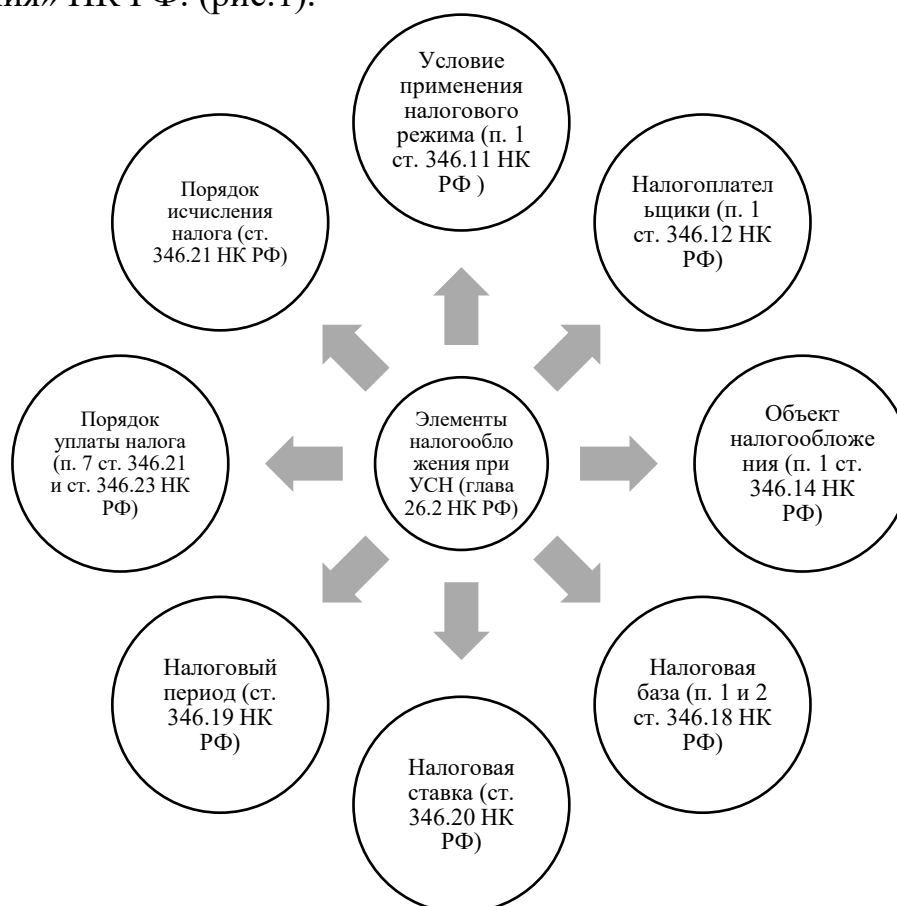 ния» НК РФ. (рис.1).
Условие
применения
налогового
режима (п. 1
ст. 346.11 НК
РФ )
Налогоплател
ьщики (п. 1
ст. 346.12 НК
РФ)
Объект
налогообложе
ния (п. 1 ст.
346.14 НК
РФ)
Налоговая
база (п. 1 и 2
ст. 346.18 НК
РФ)
Налоговая
ставка (ст.
346.20 НК
РФ)
Налоговый
период (ст.
346.19 НК
РФ)
Порядок
уплаты налога
(п. 7 ст. 346.21
и ст. 346.23 НК
РФ)
Порядок
исчисления
налога (ст.
346.21 НК РФ)
Элементы
налогообло
жения при
УСН (глава
26.2 НК РФ)